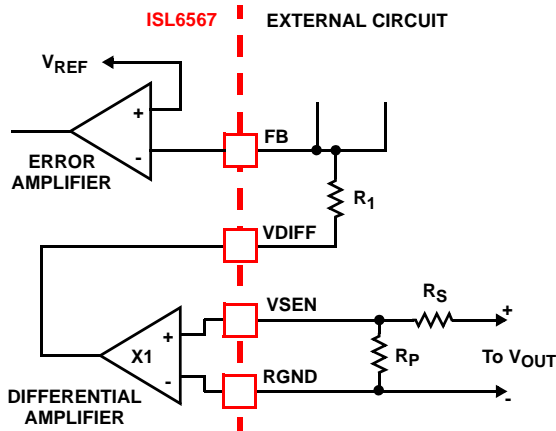 ISL6567 EXTERNAL CIRCUIT
VREF
+
-
FB
ERROR
AMPLIFIER
R1
VDIFF
VSEN
RS
+
+
X1
RP
To VOUT
-
RGND
-
DIFFERENTIAL
AMPLIFIER